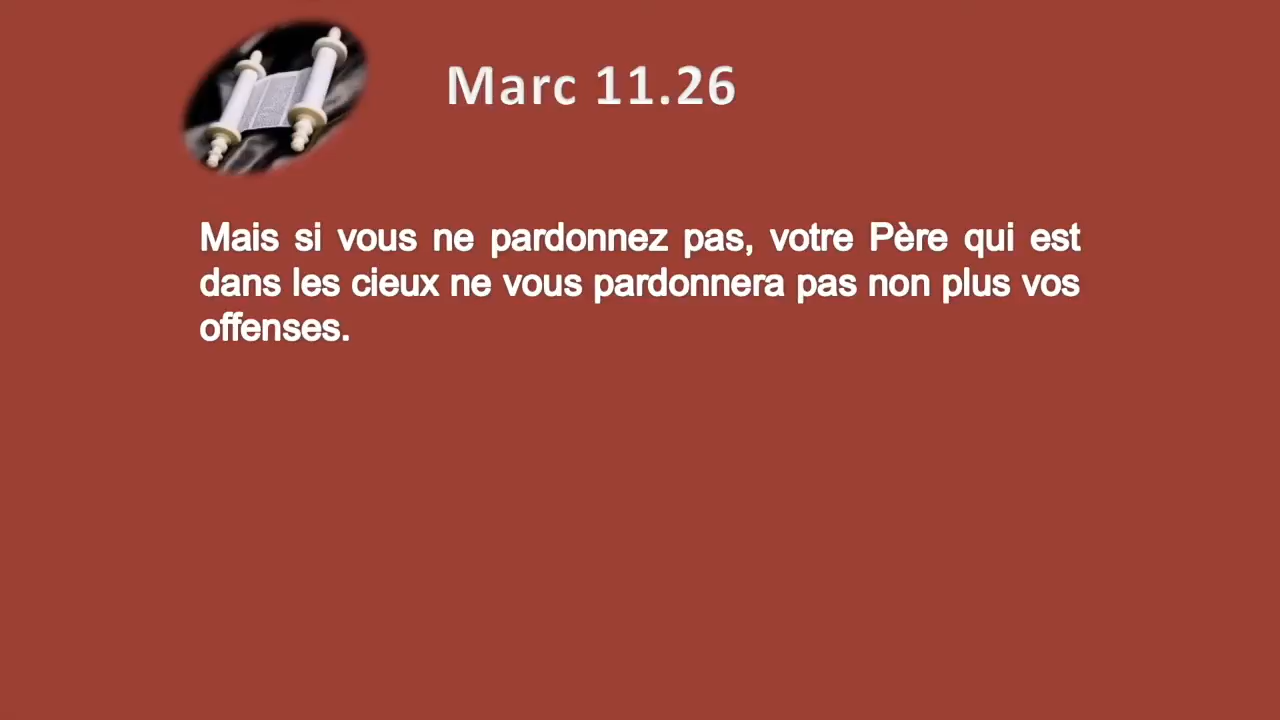 Marc 11.26
Mais si vous ne pardonnez pas, votre Père qui est
dans les cieux ne vous pardonnera pas non plus vos
offenses.